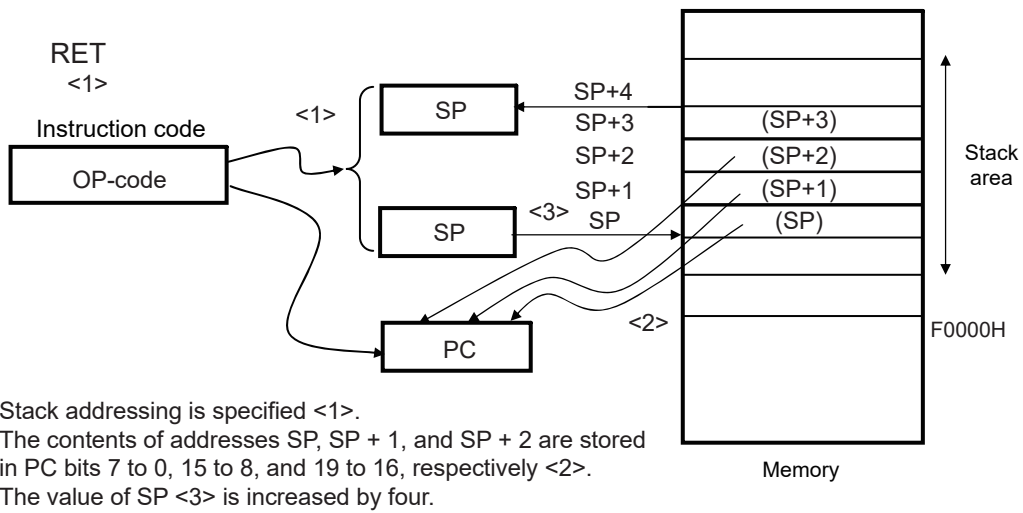 RET
<1>
Instruction code
OP-code
<1>
SP
SP
PC
SP+4
SP+3
SP+2
SP+1
<3>
SP
<2>
(SP+3)
(SP+2)
(SP+1)
(SP)
Stack
area
F0000H
Memory
Stack addressing is specified <1>.
The contents of addresses SP, SP + 1, and SP + 2 are stored
in PC bits 7 to 0, 15 to 8, and 19 to 16, respectively <2>.
The value of SP <3> is increased by four.